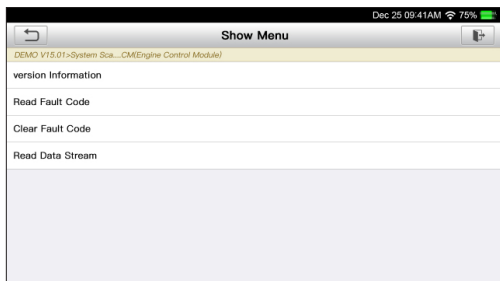 Dec 25 09:41AM 75%
Show Menu
DEMO V15.01>System Sca....CM(Engine Control Module)
version Information
Read Fault Code
Clear Fault Code
Read Data Stream